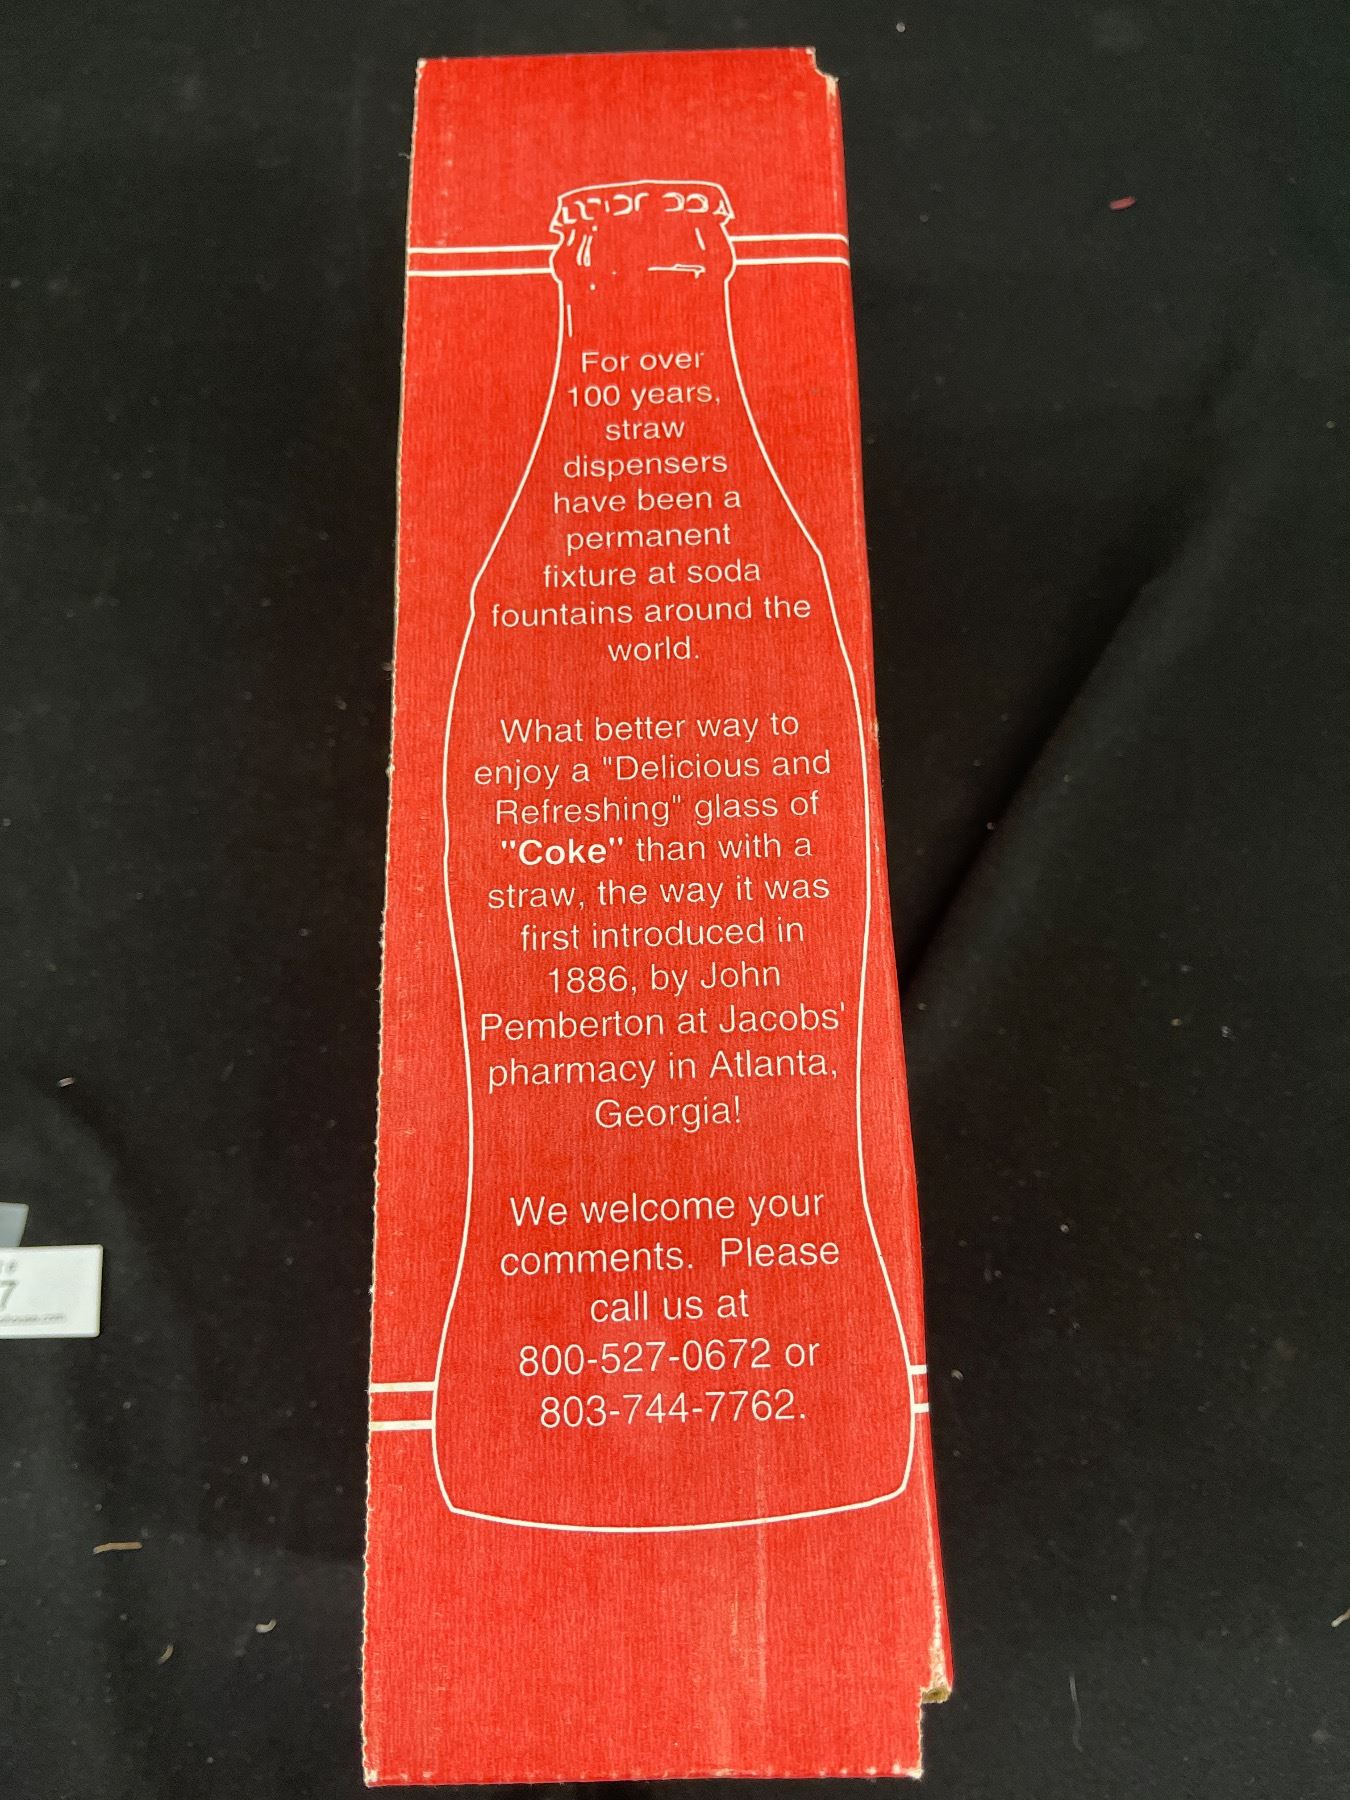 For over
100 years,
straw
dispensers
have been a
permanent
fixture at soda
fountains around the
world.
What better way to
enjoy a "Delicious and
Refreshing" glass of
"Coke" than with a
straw, the way it was
first introduced in
1886, by John
Pemberton at Jacobs'
pharmacy in Atlanta,
Georgia!
We welcome your
comments.  Please
call us at
800-527-0672 or
803-744-7762.
7